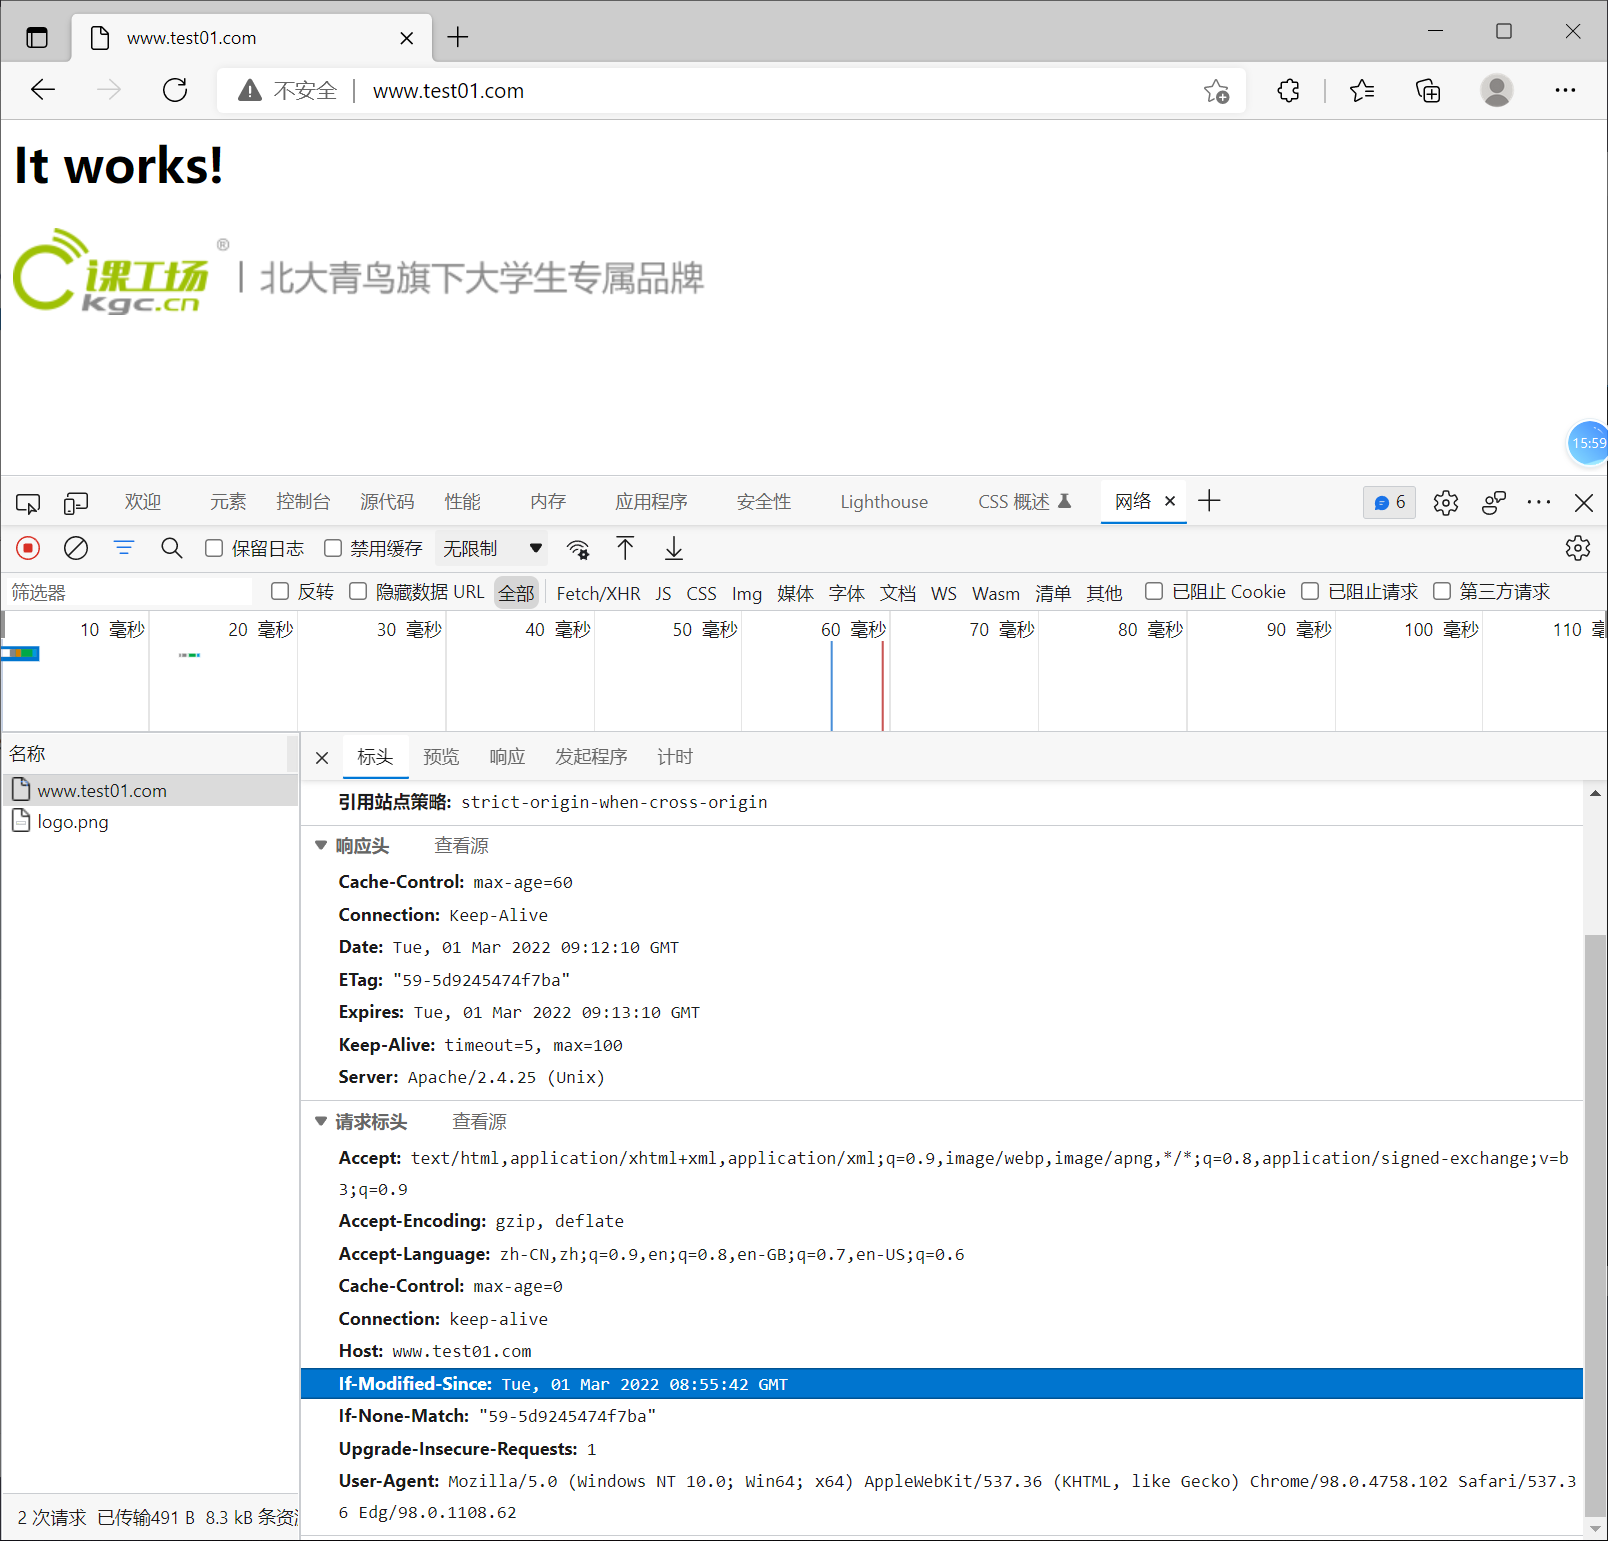 www.test01.com
不安全 www.test01.com
It works!
课工场 ® | 北大青鸟旗下大学生专属品牌
kgc.cn
15:59
欢迎 元素 控制台 源代码 性能 内存 应用程序 安全性 Lighthouse CSS 概述 网络 6
保留日志 禁用缓存 无限制
筛选器 反转 隐藏数据 URL 全部 Fetch/XHR JS CSS Img 媒体 字体 文档 WS Wasm 清单 其他 已阻止 Cookie 已阻止请求 第三方请求
10 毫秒 20 毫秒 30 毫秒 40 毫秒 50 毫秒 60 毫秒 70 毫秒 80 毫秒 90 毫秒 100 毫秒 110 毫
名称
www.test01.com
logo.png
标头 预览 响应 发起程序 计时
引用站点策略: strict-origin-when-cross-origin
响应头 查看源
Cache-Control: max-age=60
Connection: Keep-Alive
Date: Tue, 01 Mar 2022 09:12:10 GMT
ETag: "59-5d9245474f7ba"
Expires: Tue, 01 Mar 2022 09:13:10 GMT
Keep-Alive: timeout=5, max=100
Server: Apache/2.4.25 (Unix)
请求标头 查看源
Accept: text/html,application/xhtml+xml,application/xml;q=0.9,image/webp,image/apng,*/*;q=0.8,application/signed-exchange;v=b
3;q=0.9
Accept-Encoding: gzip, deflate
Accept-Language: zh-CN,zh;q=0.9,en;q=0.8,en-GB;q=0.7,en-US;q=0.6
Cache-Control: max-age=0
Connection: keep-alive
Host: www.test01.com
If-Modified-Since: Tue, 01 Mar 2022 08:55:42 GMT
If-None-Match: "59-5d9245474f7ba"
Upgrade-Insecure-Requests: 1
User-Agent: Mozilla/5.0 (Windows NT 10.0; Win64; x64) AppleWebKit/537.36 (KHTML, like Gecko) Chrome/98.0.4758.102 Safari/537.3
6 Edg/98.0.1108.62
2 次请求 已传输491 B 8.3 kB 条资